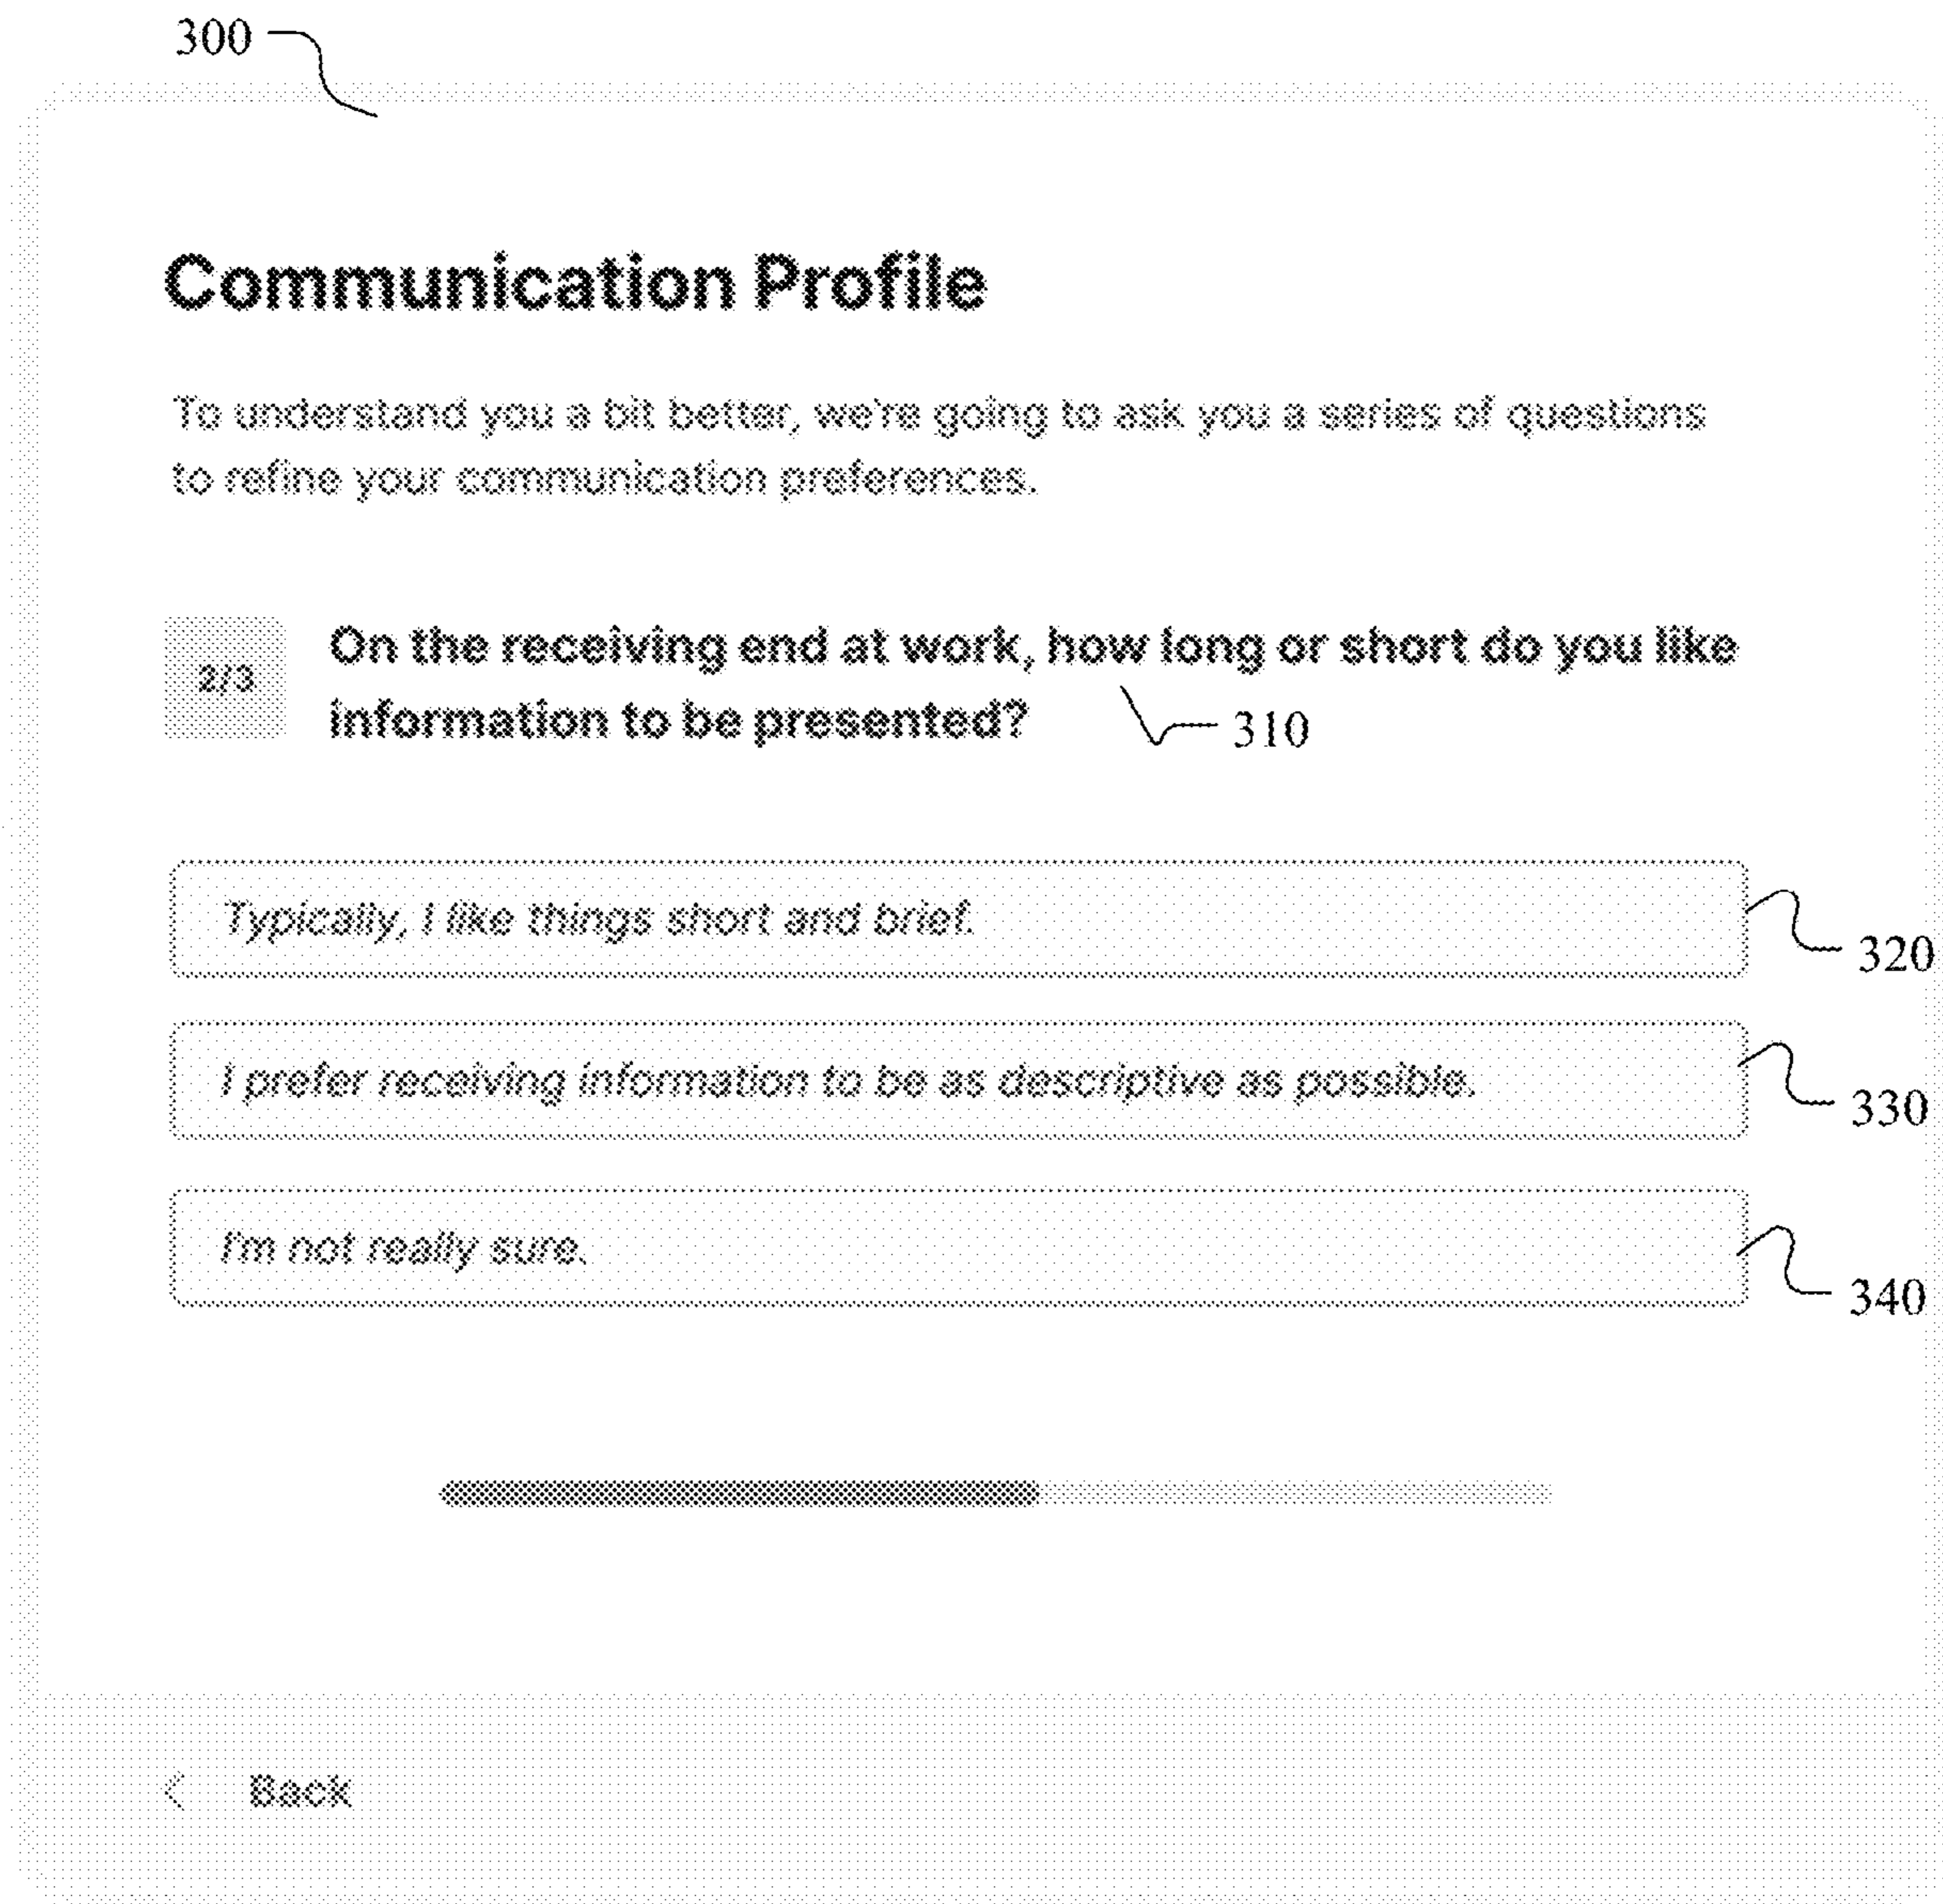 300
Communication Profile
To understand you a bit better, we're going to ask you a series of questions
to refine your communication preferences.
2/3
On the receiving end at work, how long or short do you like
information to be presented?
310
Typically, I like things short and brief.
320
I prefer receiving information to be as descriptive as possible.
330
I'm not really sure.
340
Back